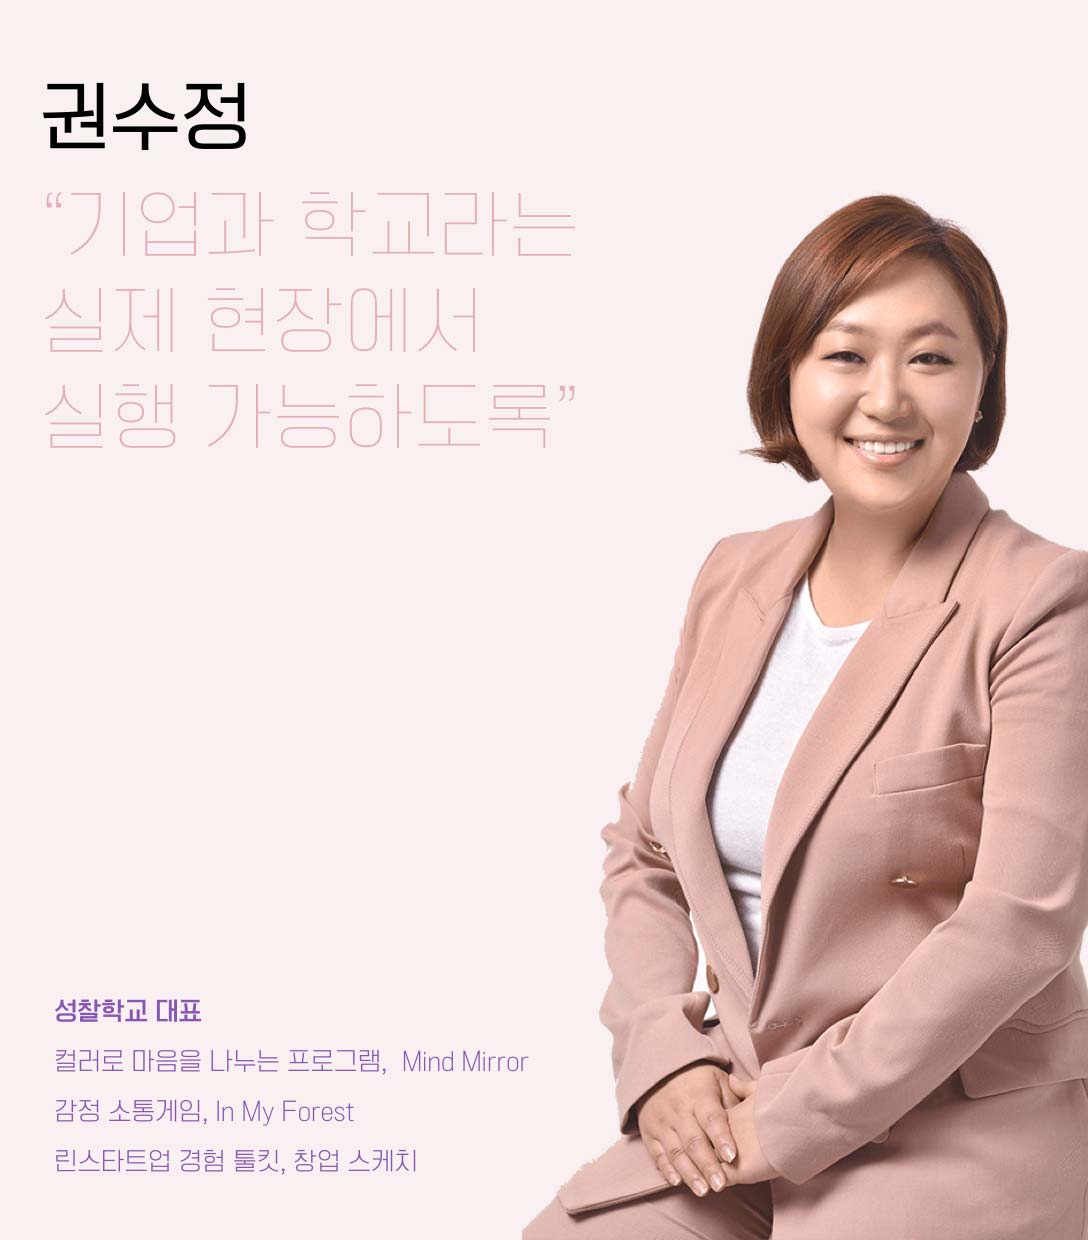 권수정
“기업과 학교라는
실제 현장에서
실행 가능하도록”
성찰학교 대표
컬러로 마음을 나누는 프로그램, Mind Mirror
감정 소통게임, In My Forest
린스타트업 경험 툴킷, 창업 스케치